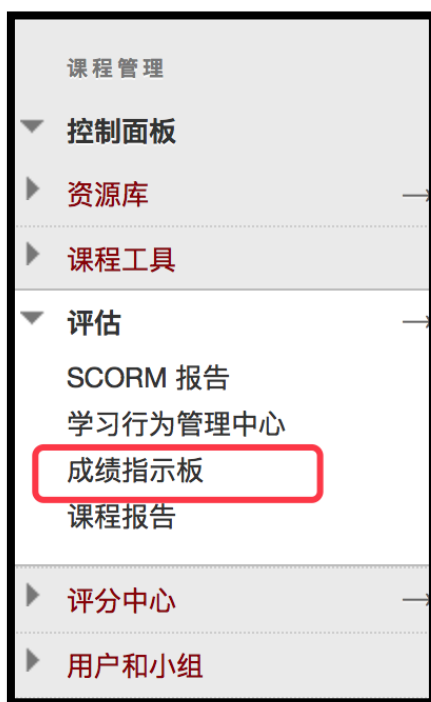 课程管理
控制面板
资源库
课程工具
评估
SCORM 报告
学习行为管理中心
成绩指示板
课程报告
评分中心
用户和小组